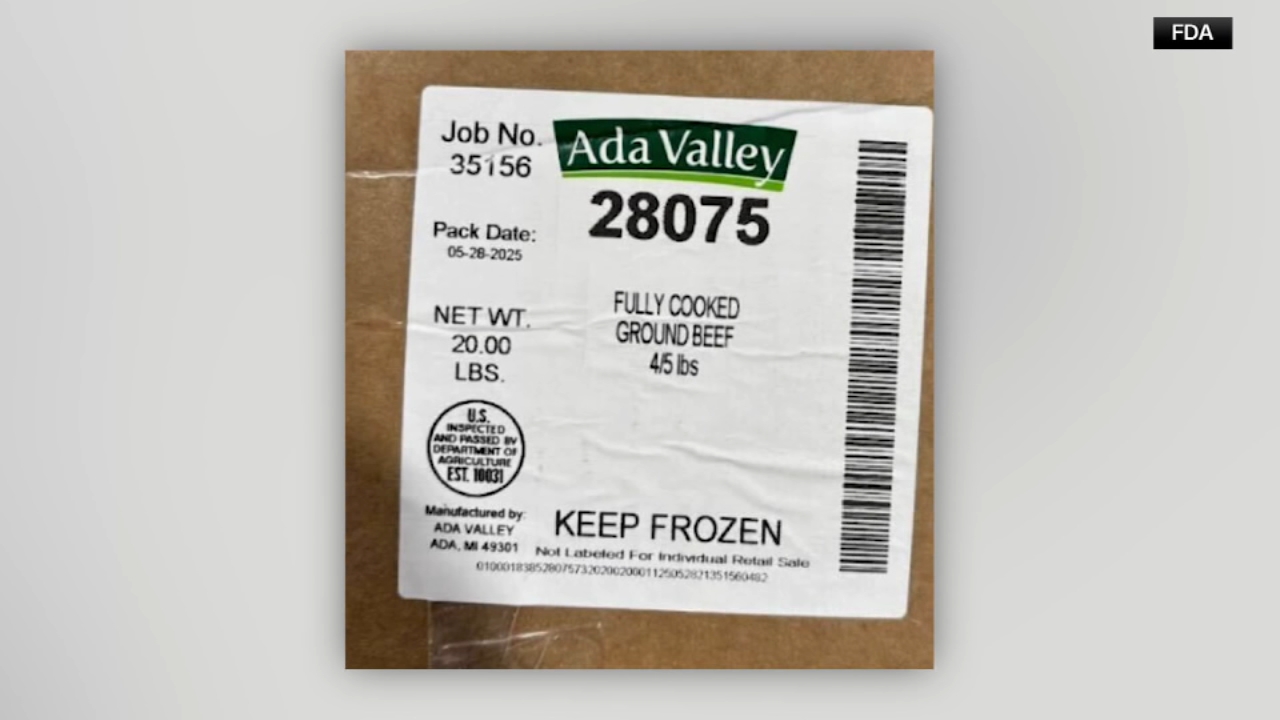 FDA
Job No.
35156
Ada Valley
28075
Pack Date:
05-28-2025
NET WT.
20.00
LBS.
FULLY COOKED
GROUND BEEF
4/5 lbs
U.S.
INSPECTED
AND PASSED BY
DEPARTMENT OF
AGRICULTURE
EST. 10031
Manufactured by:
ADA VALLEY
ADA, MI 49301
KEEP FROZEN
Not Labeled For Individual Retail Sale